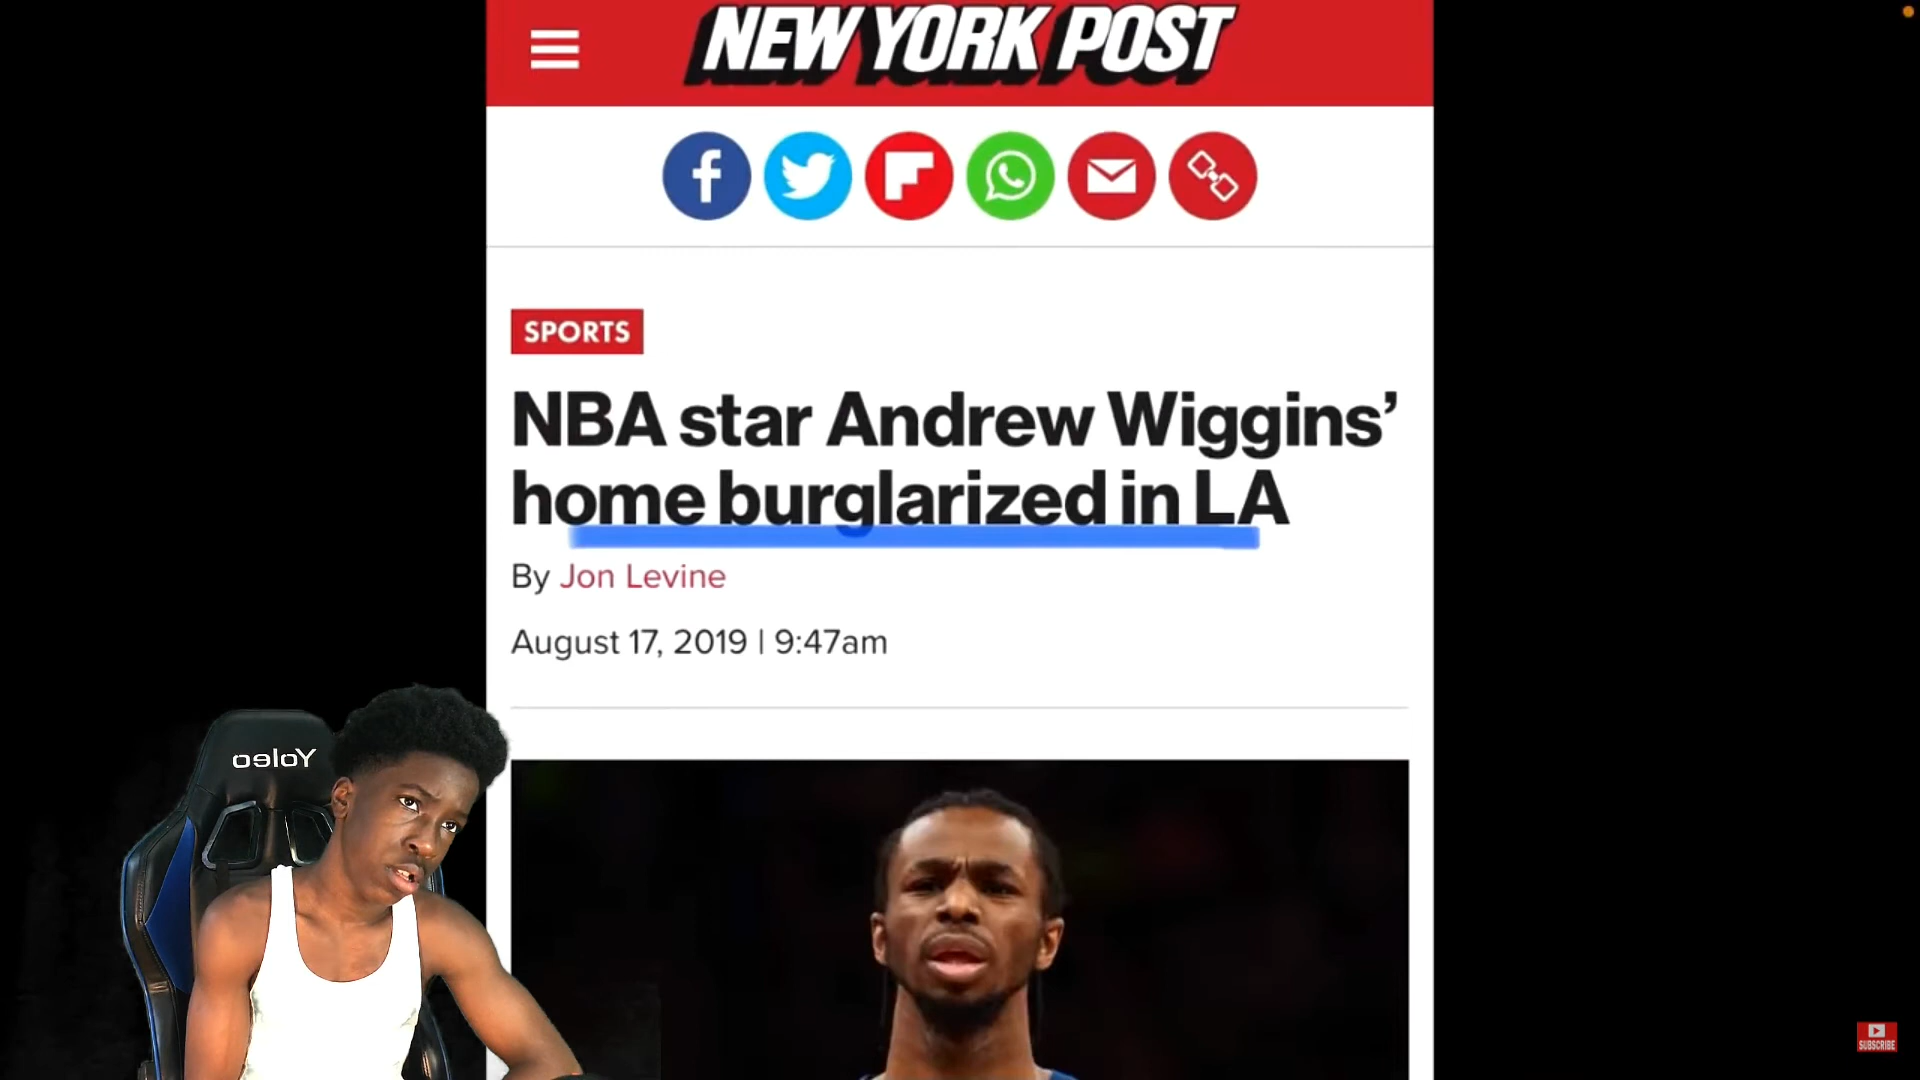 NEW YORK POST
SPORTS
NBA star Andrew Wiggins’
home burglarized in LA
By Jon Levine
August 17, 2019 | 9:47am
Yoleo
SUBSCRIBE